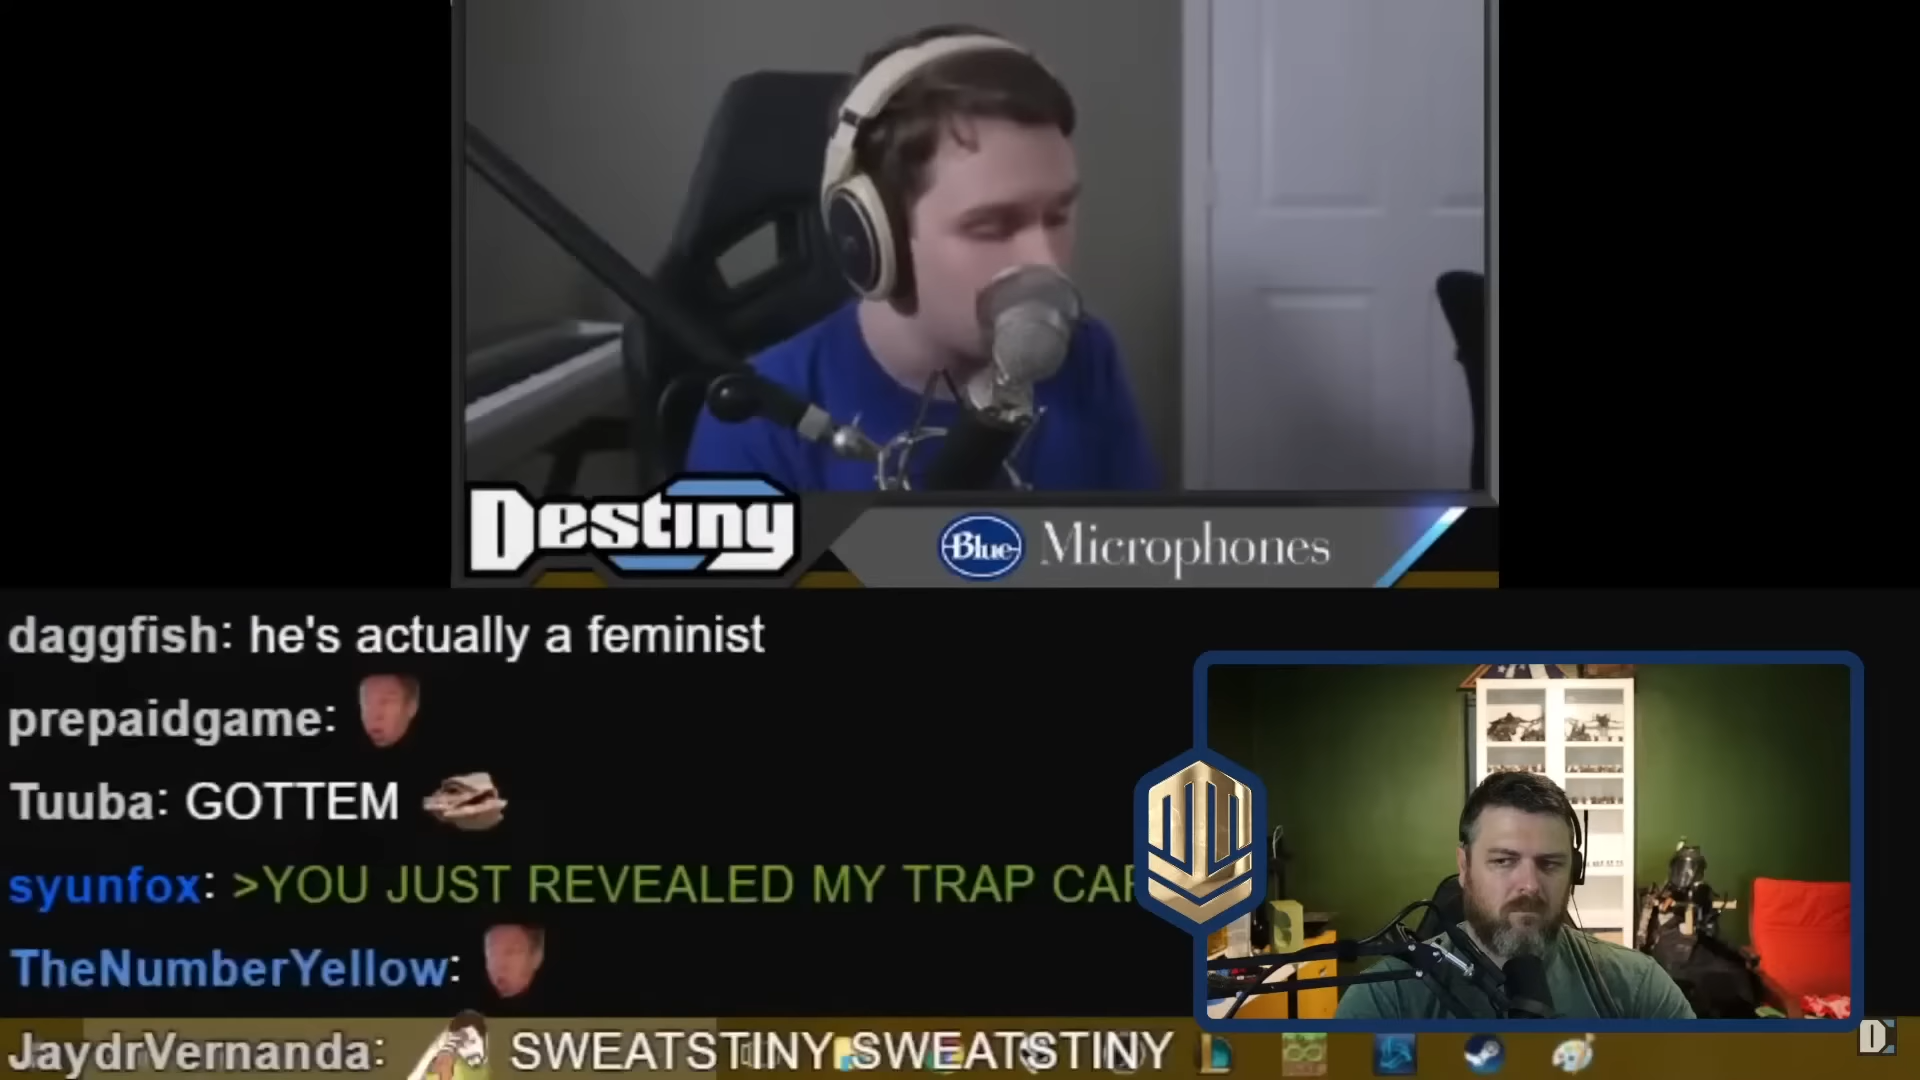 Destiny
Blue Microphones
daggfish: he's actually a feminist
prepaidgame:
Tuuba: GOTTEM
syunfox: >YOU JUST REVEALED MY TRAP
TheNumberYellow:
JaydrVernanda: SWEATSTINY SWEATSTINY
D